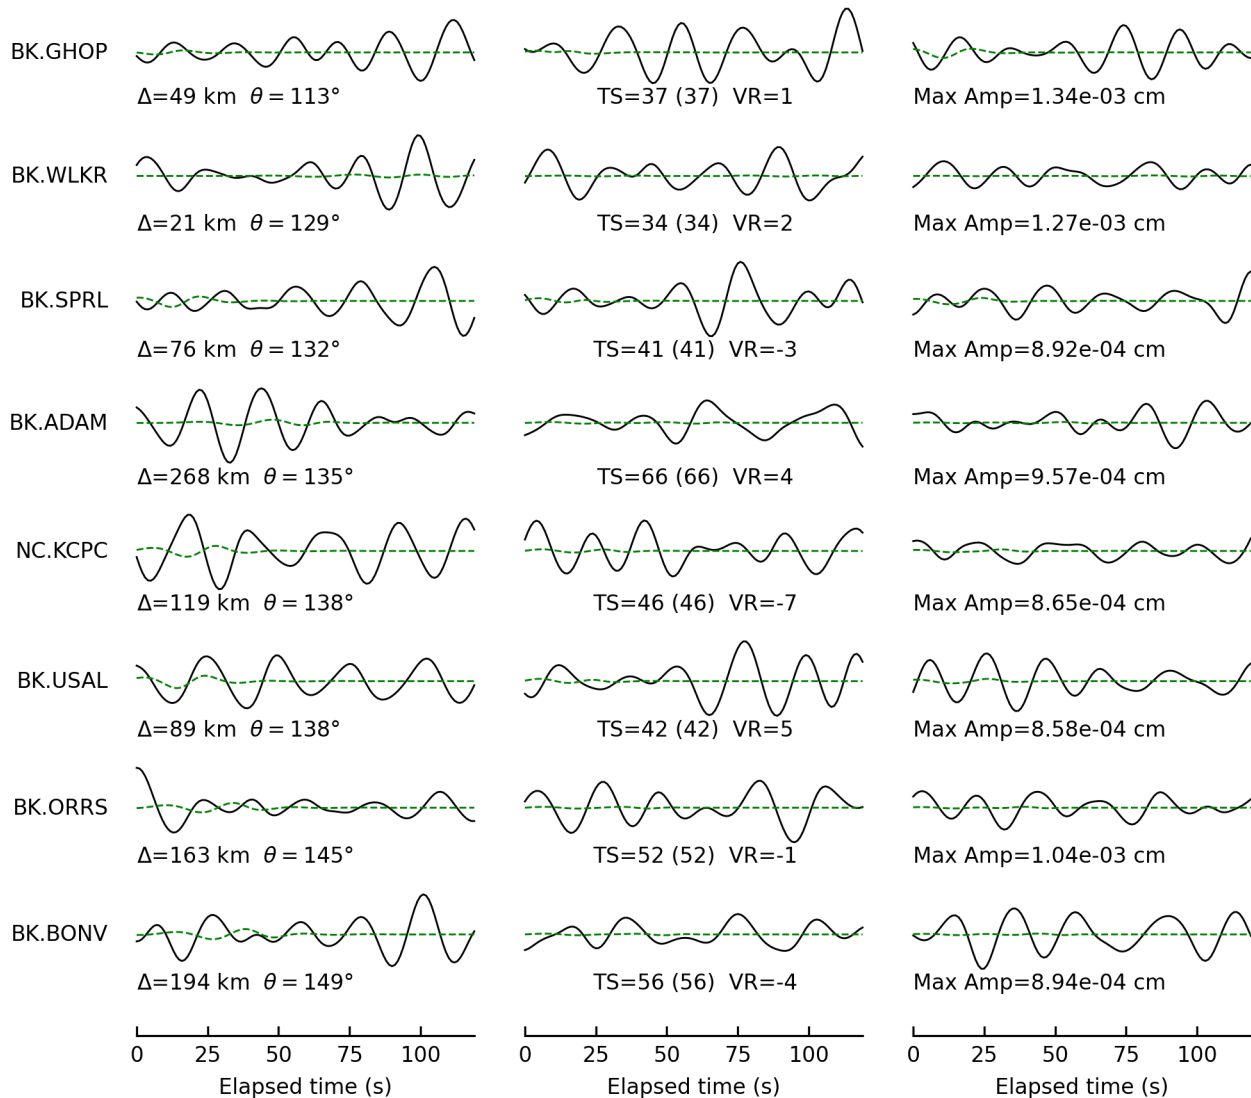 BK.GHOP
Δ=49 km θ = 113° TS=37 (37) VR=1 Max Amp=1.34e-03 cm
BK.WLKR
Δ=21 km θ = 129° TS=34 (34) VR=2 Max Amp=1.27e-03 cm
BK.SPRL
Δ=76 km θ = 132° TS=41 (41) VR=-3 Max Amp=8.92e-04 cm
BK.ADAM
Δ=268 km θ = 135° TS=66 (66) VR=4 Max Amp=9.57e-04 cm
NC.KCPC
Δ=119 km θ = 138° TS=46 (46) VR=-7 Max Amp=8.65e-04 cm
BK.USAL
Δ=89 km θ = 138° TS=42 (42) VR=5 Max Amp=8.58e-04 cm
BK.ORRS
Δ=163 km θ = 145° TS=52 (52) VR=-1 Max Amp=1.04e-03 cm
BK.BONV
Δ=194 km θ = 149° TS=56 (56) VR=-4 Max Amp=8.94e-04 cm
0 25 50 75 100 0 25 50 75 100 0 25 50 75 100
Elapsed time (s) Elapsed time (s) Elapsed time (s)